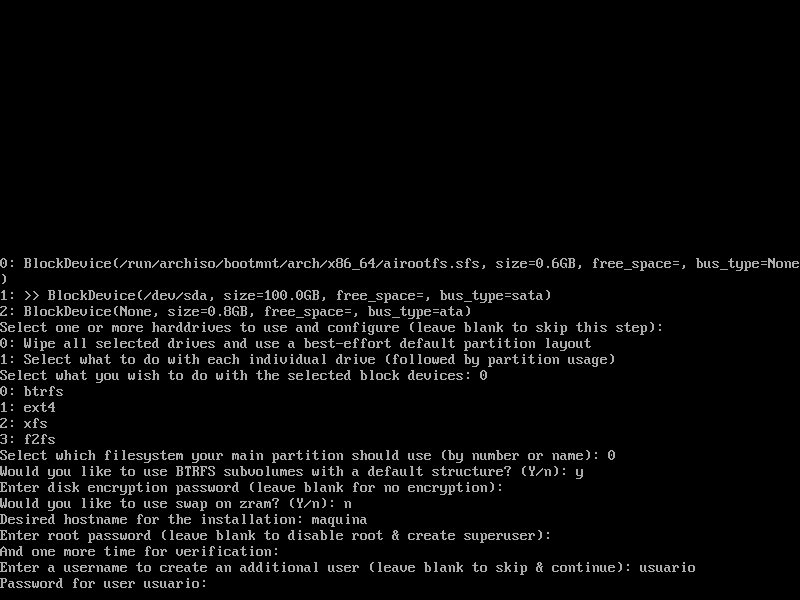 0: BlockDevice(/run/archiso/bootmnt/arch/x86_64/airootfs.sfs, size=0.6GB, free_space=, bus_type=None
)
1: >> BlockDevice(/dev/sda, size=100.0GB, free_space=, bus_type=sata)
2: BlockDevice(None, size=0.8GB, free_space=, bus_type=ata)
Select one or more harddrives to use and configure (leave blank to skip this step):
0: Wipe all selected drives and use a best-effort default partition layout
1: Select what to do with each individual drive (followed by partition usage)
Select what you wish to do with the selected block devices: 0
0: btrfs
1: ext4
2: xfs
3: f2fs
Select which filesystem your main partition should use (by number or name): 0
Would you like to use BTRFS subvolumes with a default structure? (Y/n): y
Enter disk encryption password (leave blank for no encryption):
Would you like to use swap on zram? (Y/n): n
Desired hostname for the installation: maquina
Enter root password (leave blank to disable root & create superuser):
And one more time for verification:
Enter a username to create an additional user (leave blank to skip & continue): usuario
Password for user usuario: